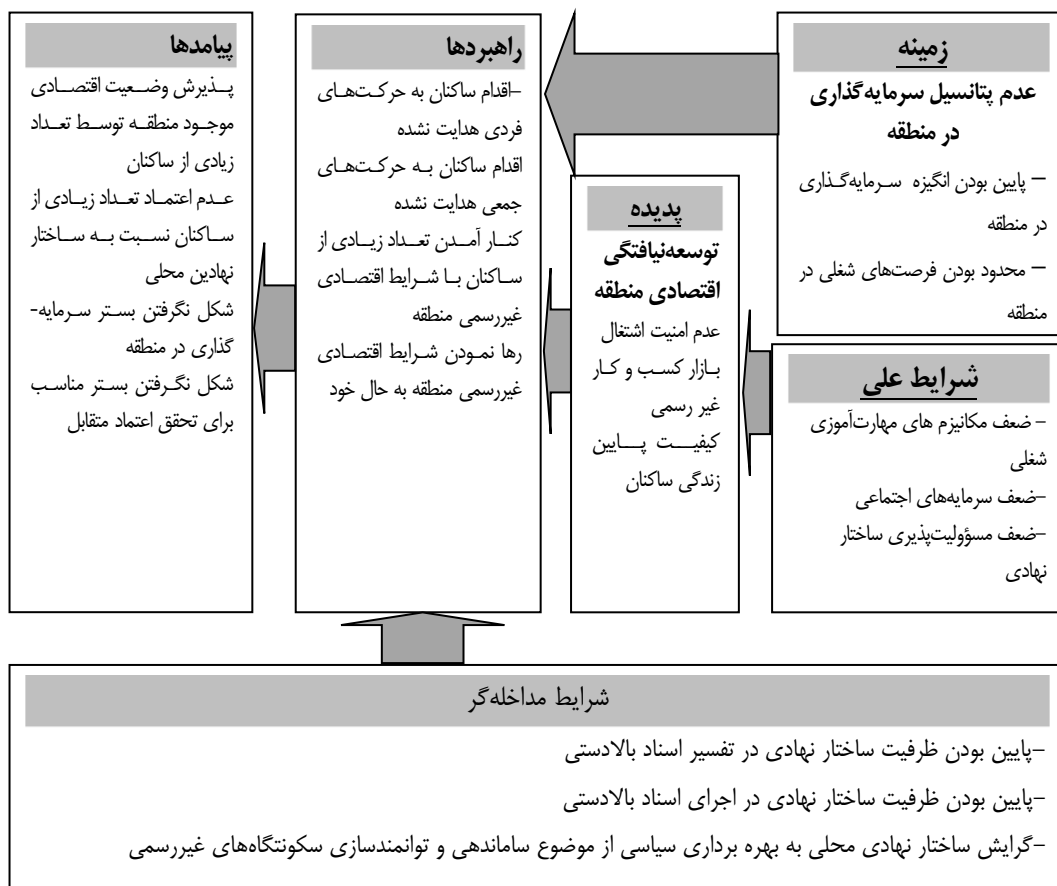 زمینه
عدم پتانسیل سرمایه‌گذاری
در منطقه
– پایین بودن انگیزه سرمایه‌گذاری
در منطقه
– محدود بودن فرصت‌های شغلی در
منطقه
شرایط علی
– ضعف مکانیزم های مهارت‌آموزی
شغلی
–ضعف سرمایه‌های اجتماعی
–ضعف مسؤولیت‌پذیری ساختار
نهادی
پدیده
توسعه‌نیافتگی
اقتصادی منطقه
عدم امنیت اشتغال
بازار کسب و کار
غیر رسمی
کیفیت پایین
زندگی ساکنان
راهبردها
–اقدام ساکنان به حرکت‌های
فردی هدایت نشده
اقدام ساکنان به حرکت‌های
جمعی هدایت نشده
کنار آمدن تعداد زیادی از
ساکنان با شرایط اقتصادی
غیررسمی منطقه
رها نمودن شرایط اقتصادی
غیررسمی منطقه به حال خود
پیامدها
پذیرش وضعیت اقتصادی
موجود منطقه توسط تعداد
زیادی از ساکنان
عدم اعتماد تعداد زیادی از
ساکنان نسبت به ساختار
نهادین محلی
شکل نگرفتن بستر سرمایه-
گذاری در منطقه
شکل نگرفتن بستر مناسب
برای تحقق اعتماد متقابل
شرایط مداخله‌گر
–پایین بودن ظرفیت ساختار نهادی در تفسیر اسناد بالادستی
–پایین بودن ظرفیت ساختار نهادی در اجرای اسناد بالادستی
–گرایش ساختار نهادی محلی به بهره برداری سیاسی از موضوع ساماندهی و توانمندسازی سکونتگاه‌های غیررسمی